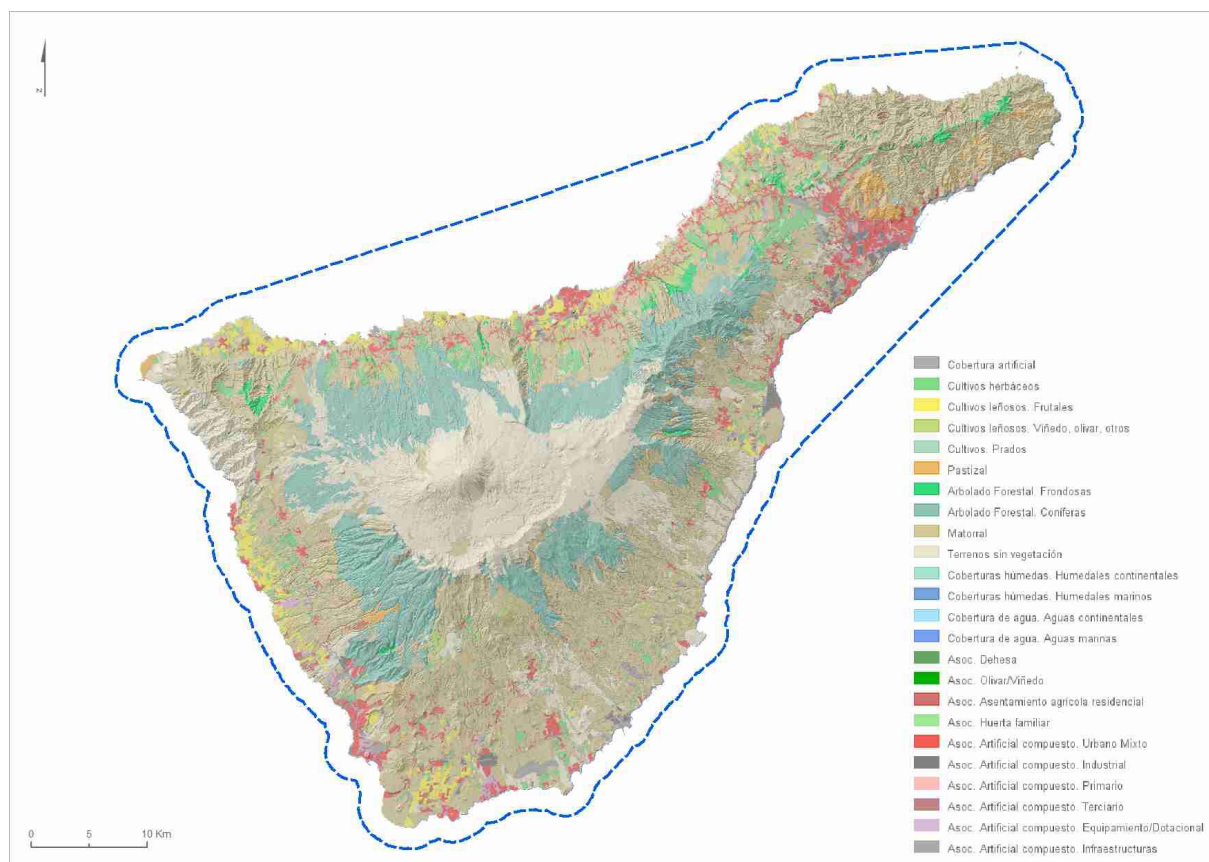 N
Cobertura artificial
Cultivos herbáceos
Cultivos leñosos. Frutales
Cultivos leñosos. Viñedo, olivar, otros
Cultivos. Prados
Pastizal
Arbolado Forestal. Frondosas
Arbolado Forestal. Coníferas
Matorral
Terrenos sin vegetación
Coberturas húmedas. Humedales continentales
Coberturas húmedas. Humedales marinos
Cobertura de agua. Aguas continentales
Cobertura de agua. Aguas marinas
Asoc. Dehesa
Asoc. Olivar/Viñedo
Asoc. Asentamiento agrícola residencial
Asoc. Huerta familiar
Asoc. Artificial compuesto. Urbano Mixto
Asoc. Artificial compuesto. Industrial
Asoc. Artificial compuesto. Primario
Asoc. Artificial compuesto. Terciario
Asoc. Artificial compuesto. Equipamiento/Dotacional
Asoc. Artificial compuesto. Infraestructuras
0 5 10 Km